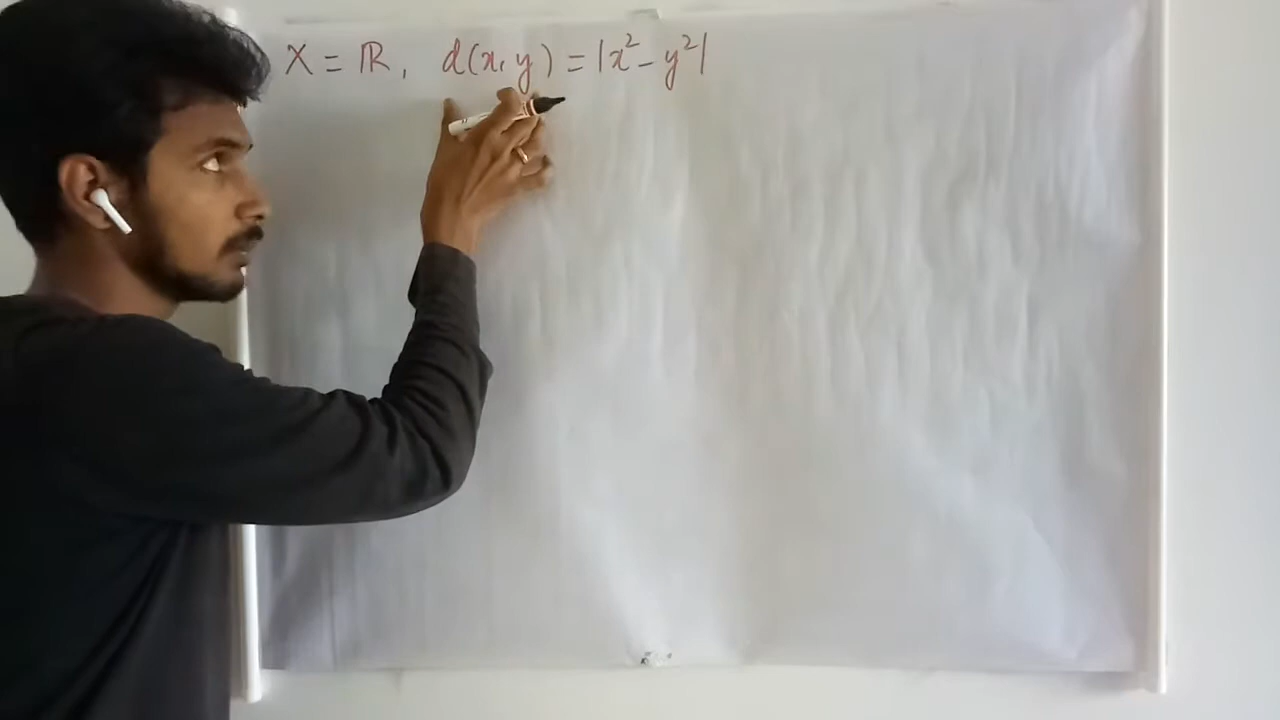 X = ℝ, d(x, y) = |x² - y²|